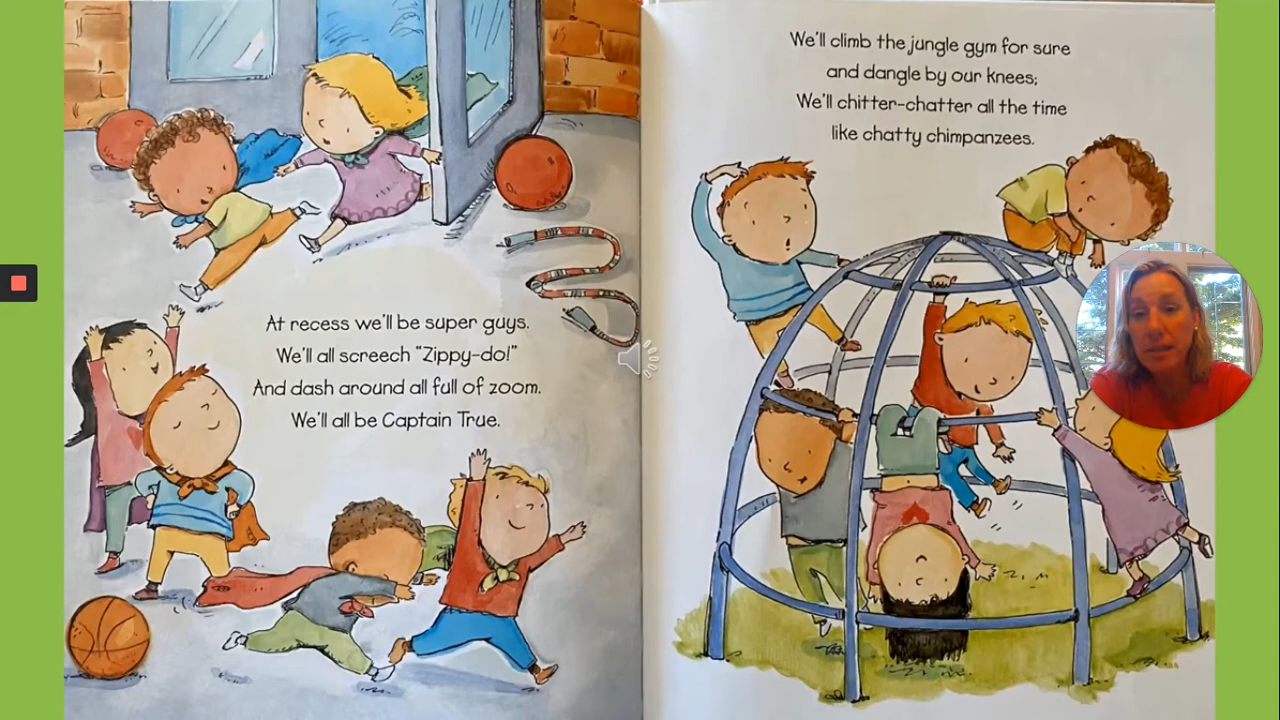 At recess we'll be super guys.
We'll all screech "Zippy-do!"
And dash around all full of zoom.
We'll all be Captain True.
We'll climb the jungle gym for sure
and dangle by our knees;
We'll chitter-chatter all the time
like chatty chimpanzees.